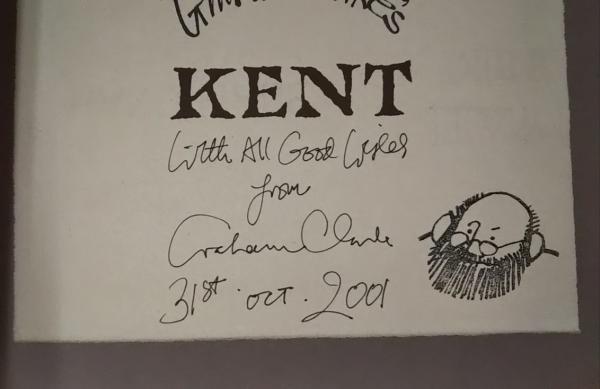 KENT
With All Good Wishes
from
Graham Clarke
31st. oct. 2001